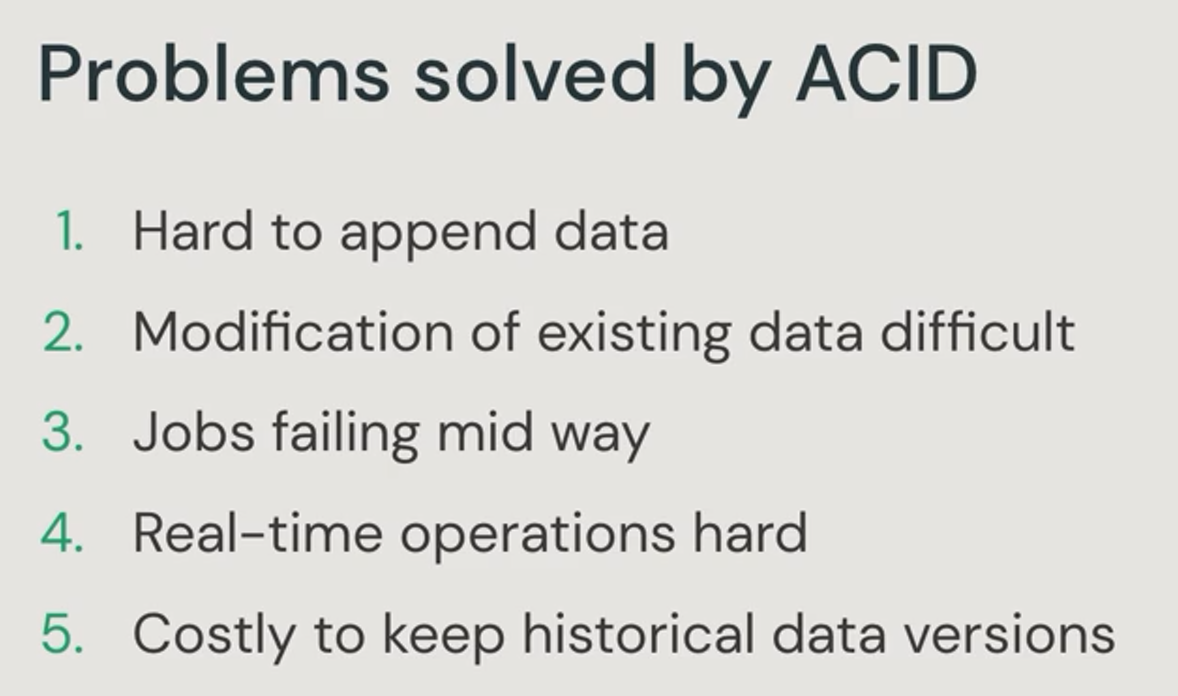 Problems solved by ACID
1. Hard to append data
2. Modification of existing data difficult
3. Jobs failing mid way
4. Real-time operations hard
5. Costly to keep historical data versions